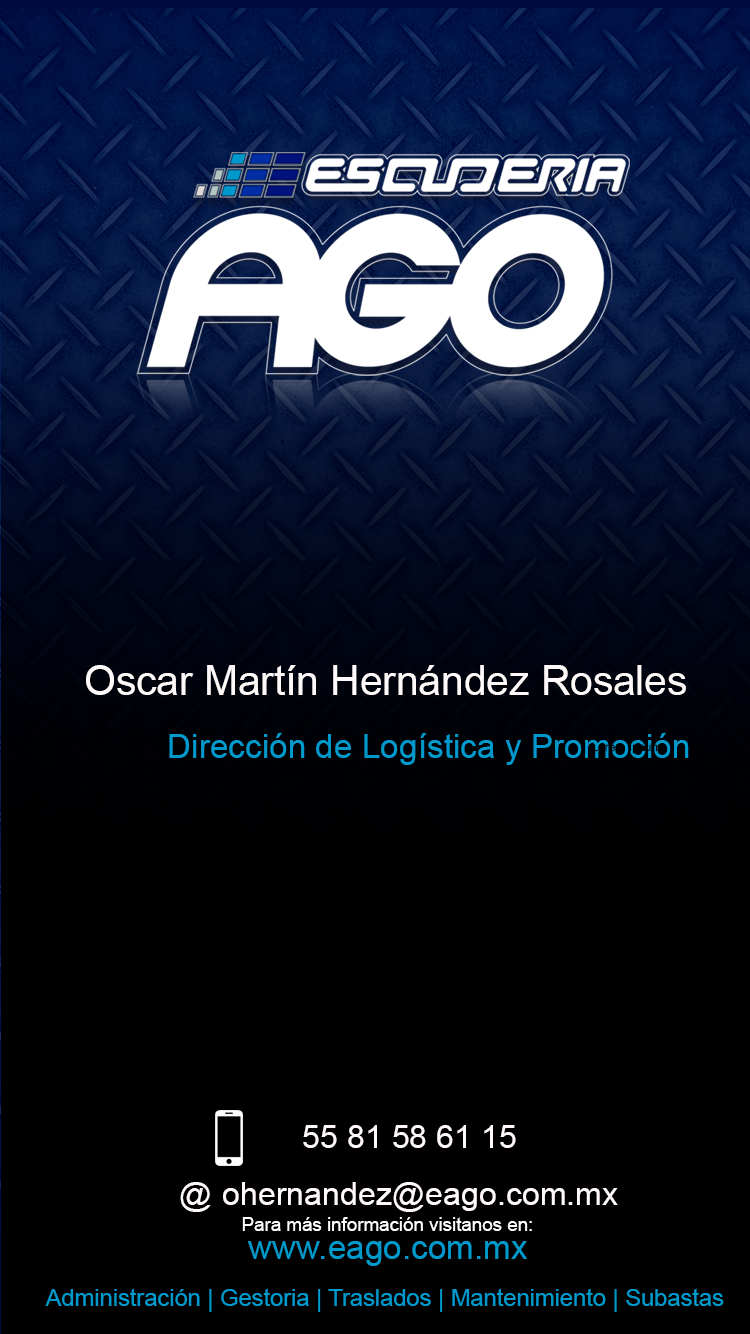 ESCUDERIA
AGO
Oscar Martín Hernández Rosales
Dirección de Logística y Promoción
55 81 58 61 15
@ ohernandez@eago.com.mx
Para más información visitanos en:
www.eago.com.mx
Administración | Gestoria | Traslados | Mantenimiento | Subastas